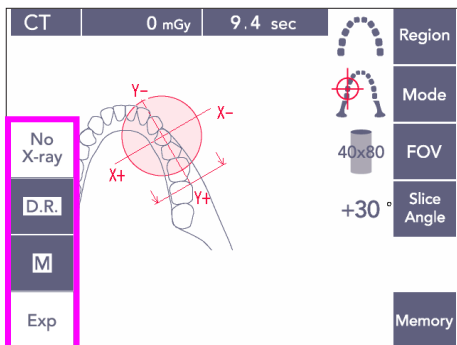 CT 0 mGy 9.4 sec
Region
Mode
Y-
X-
No
X-ray
40x80
FOV
X+
Y+
D.R.
+30°
Slice
Angle
M
Exp
Memory